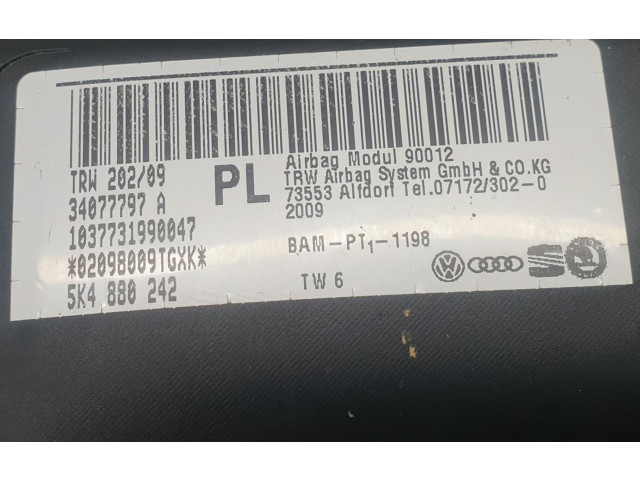 TRW 202/09
34077797 A
1037731990047
*02098009TGXK*
5K4 880 242
PL
Airbag Modul 90012
TRW Airbag System GmbH & CO.KG
73553 Alfdorf Tel.07172/302-0
2009
BAM-PT1-1198
TW 6